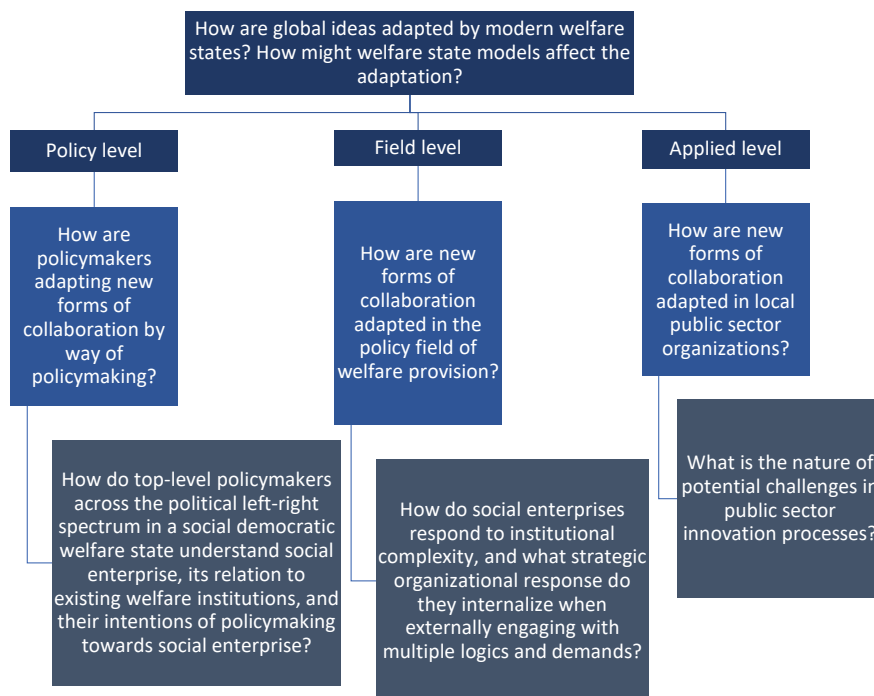 How are global ideas adapted by modern welfare
states? How might welfare state models affect the
adaptation?
Policy level
Field level
Applied level
How are
policymakers
adapting new
forms of
collaboration by
way of
policymaking?
How are new
forms of
collaboration
adapted in the
policy field of
welfare provision?
How are new
forms of
collaboration
adapted in local
public sector
organizations?
How do top-level policymakers
across the political left-right
spectrum in a social democratic
welfare state understand social
enterprise, its relation to
existing welfare institutions, and
their intentions of policymaking
towards social enterprise?
How do social enterprises
respond to institutional
complexity, and what strategic
organizational response do
they internalize when
externally engaging with
multiple logics and demands?
What is the nature of
potential challenges in
public sector
innovation processes?